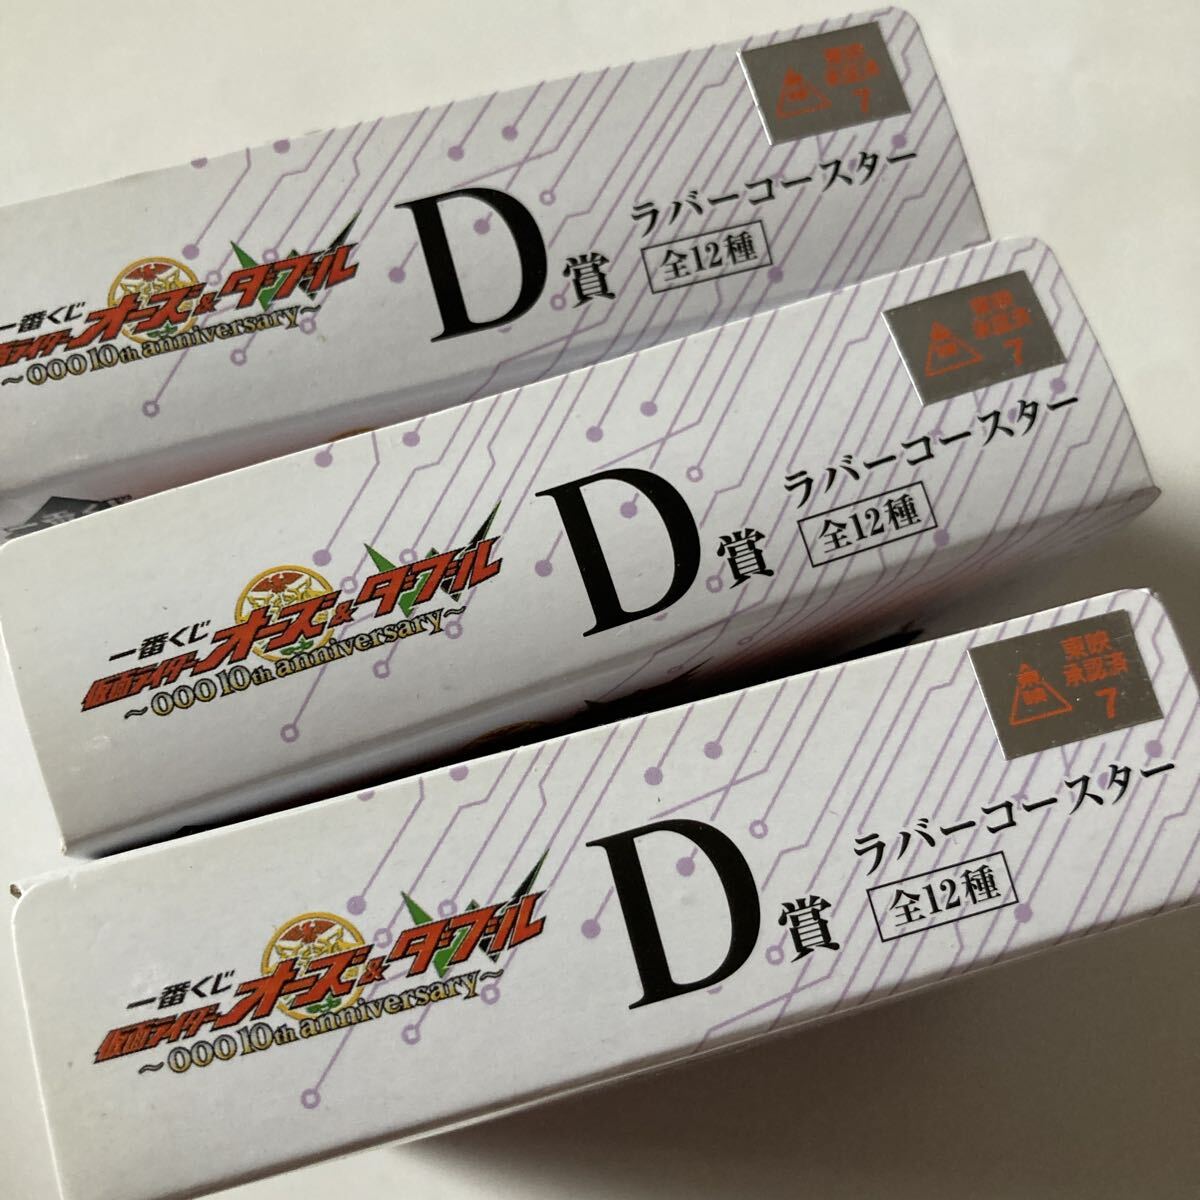 東映
承認済
7
ラバーコースター
全12種
D賞
一番くじ
仮面ライダーオーズ&ダブル
～OOO 10th anniversary～
東映
承認済
7
ラバーコースター
全12種
D賞
一番くじ
仮面ライダーオーズ&ダブル
～OOO 10th anniversary～
東映
承認済
7
ラバーコースター
全12種
D賞
一番くじ
仮面ライダーオーズ&ダブル
～OOO 10th anniversary～